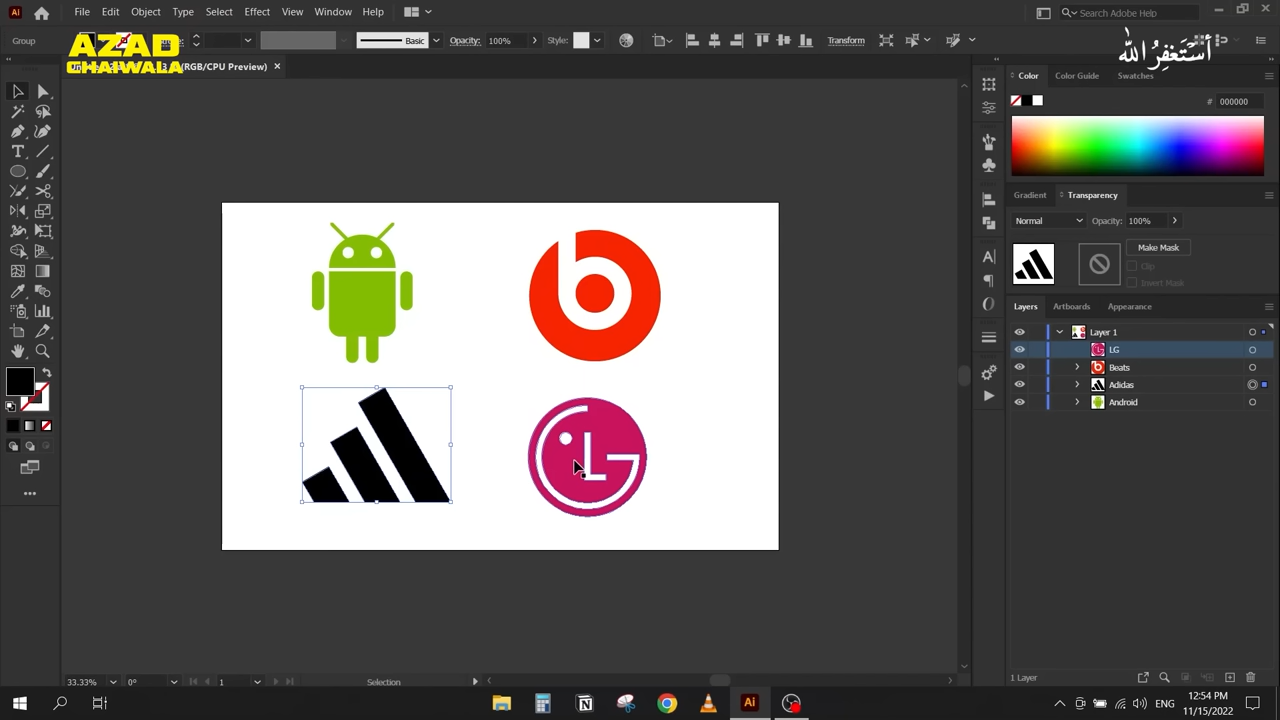 File Edit Object Type Select Effect View Window Help
Search Adobe Help
Group
Basic
Opacity: 100%
Style:
Transform
AZAD
CHAIWALA
أستغفر الله
(RGB/CPU Preview)
Color Color Guide Swatches
# 000000
Gradient Transparency
Normal Opacity: 100%
Make Mask
Clip
Invert Mask
Layers Artboards Appearance
Layer 1
LG
Beats
Adidas
Android
b
LG
33.33% 0° 1 Selection
1 Layer
Ai
ENG
12:54 PM
11/15/2022